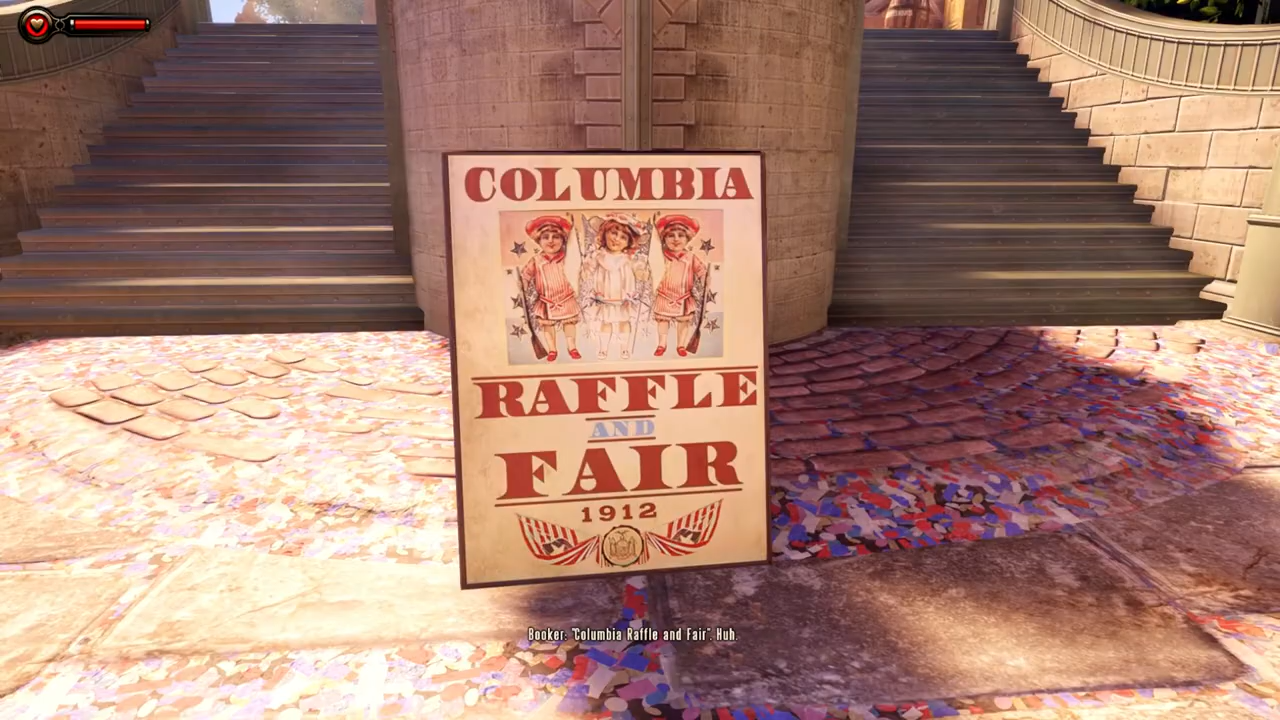 COLUMBIA
RAFFLE
AND
FAIR
1912
Booker: "Columbia Raffle and Fair". Huh.